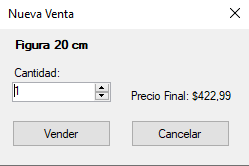 Nueva Venta
Figura 20 cm
Cantidad:
1
Precio Final: $422,99
Vender
Cancelar